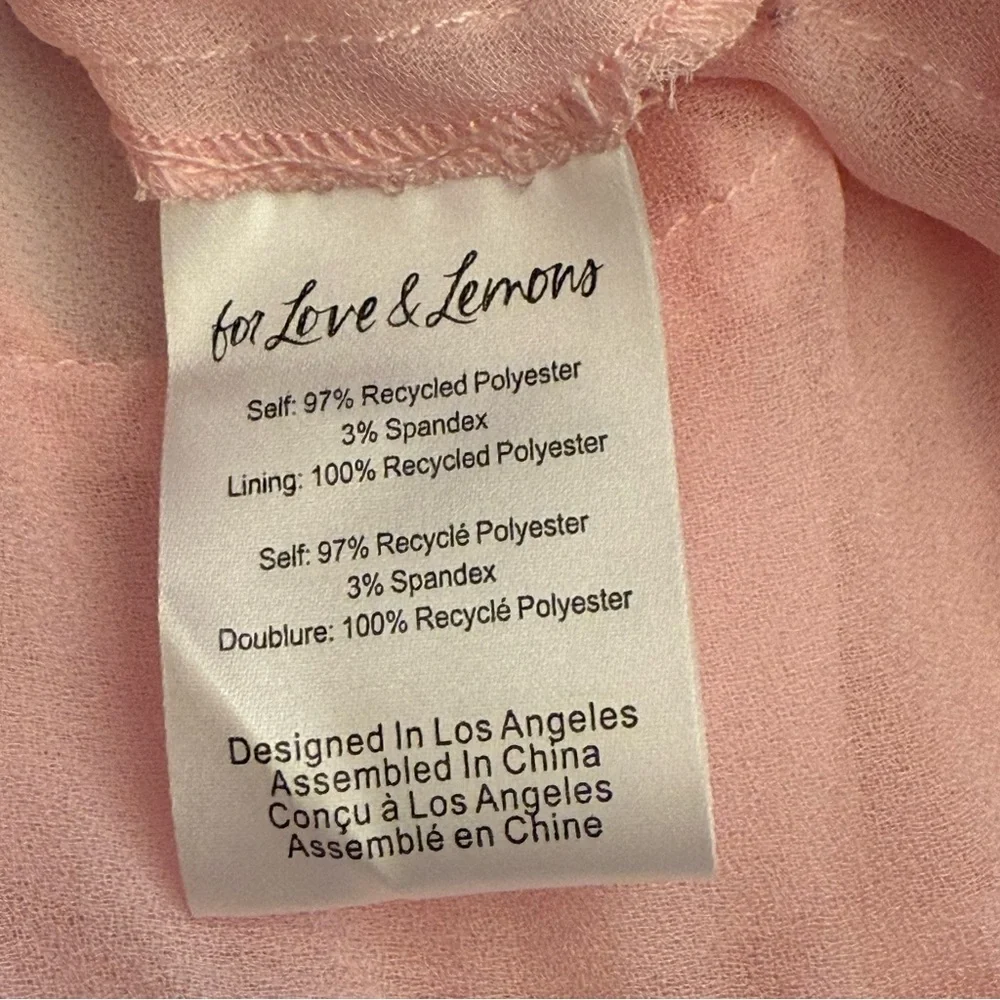 for Love & Lemons
Self: 97% Recycled Polyester
3% Spandex
Lining: 100% Recycled Polyester
Self: 97% Recyclé Polyester
3% Spandex
Doublure: 100% Recyclé Polyester
Designed In Los Angeles
Assembled In China
Conçu à Los Angeles
Assemblé en Chine